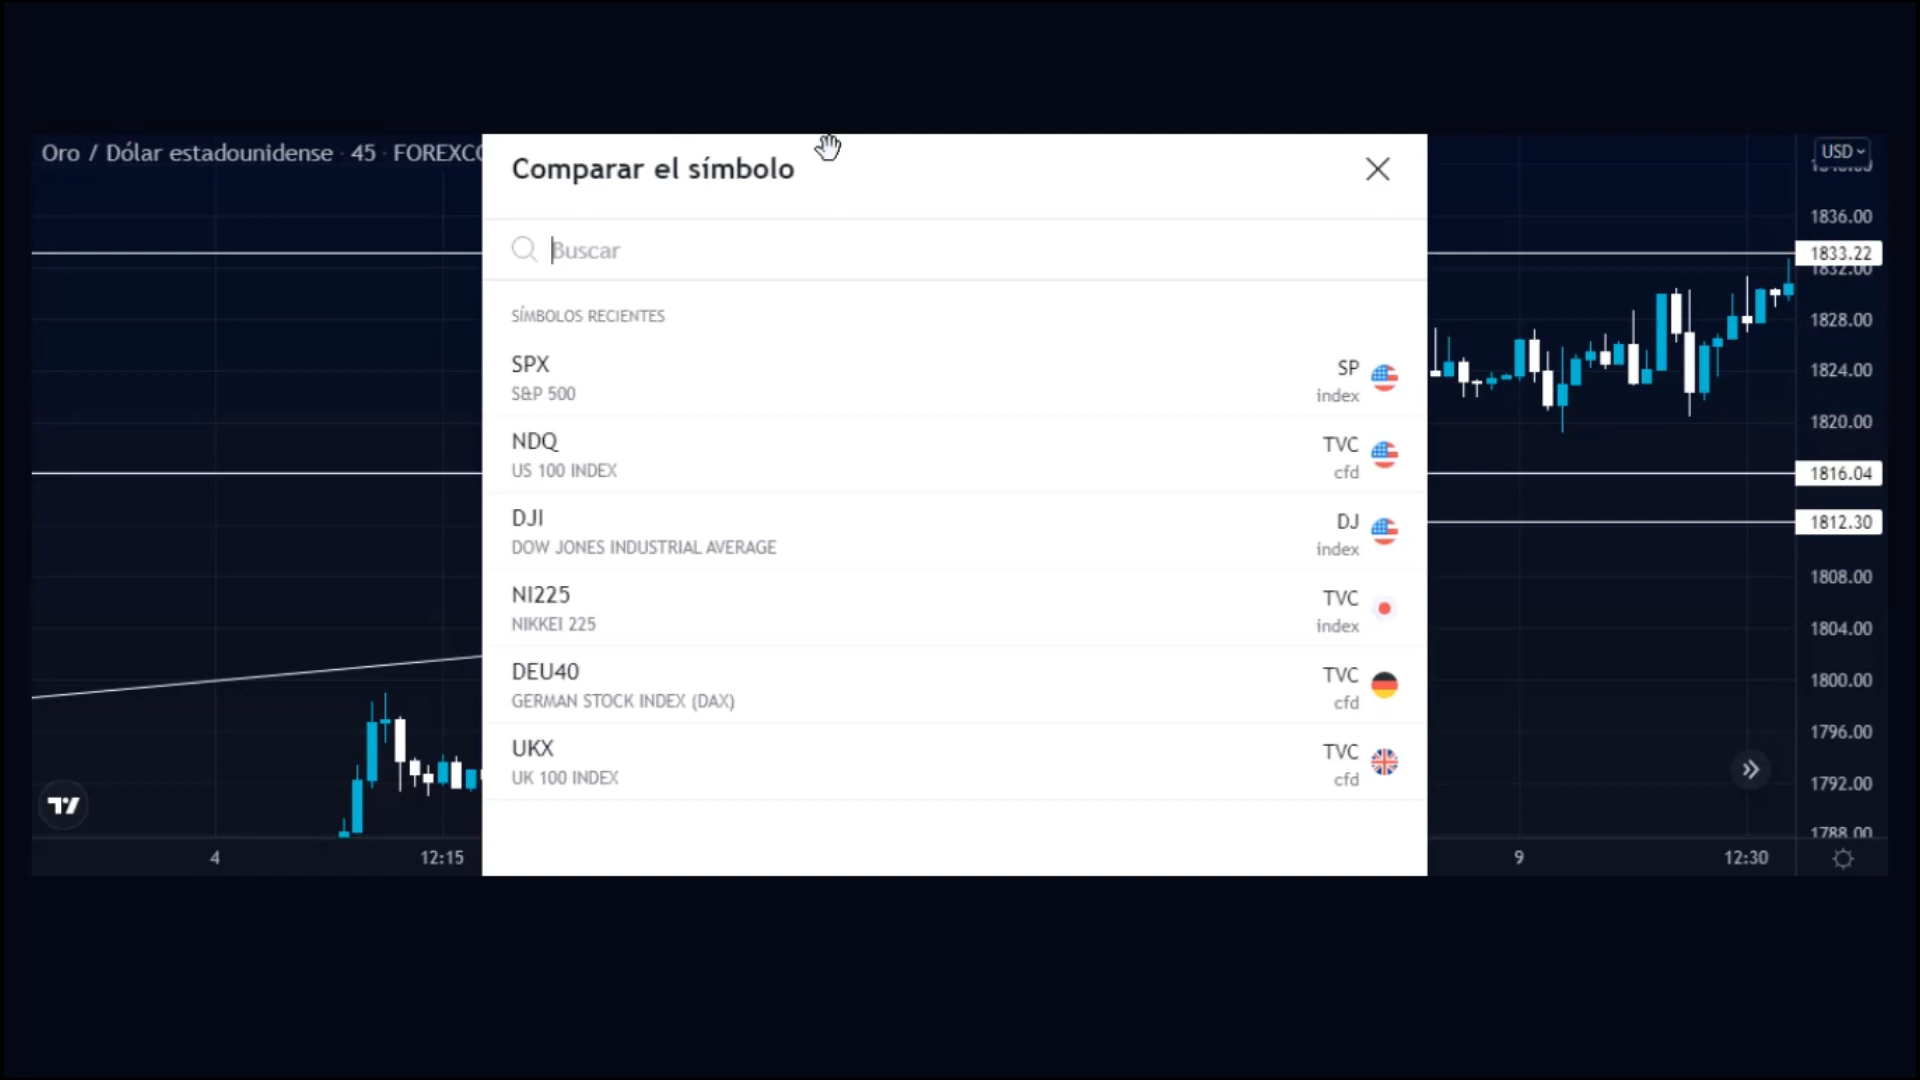 Oro / Dólar estadounidense · 45 · FOREXC
Comparar el símbolo
Buscar
SÍMBOLOS RECIENTES
SPX
S&P 500
SP
index
NDQ
US 100 INDEX
TVC
cfd
DJI
DOW JONES INDUSTRIAL AVERAGE
DJ
index
NI225
NIKKEI 225
TVC
index
DEU40
GERMAN STOCK INDEX (DAX)
TVC
cfd
UKX
UK 100 INDEX
TVC
cfd
USD
1836.00
1833.22
1832.00
1828.00
1824.00
1820.00
1816.04
1812.30
1808.00
1804.00
1800.00
1796.00
1792.00
1788.00
4
12:15
9
12:30